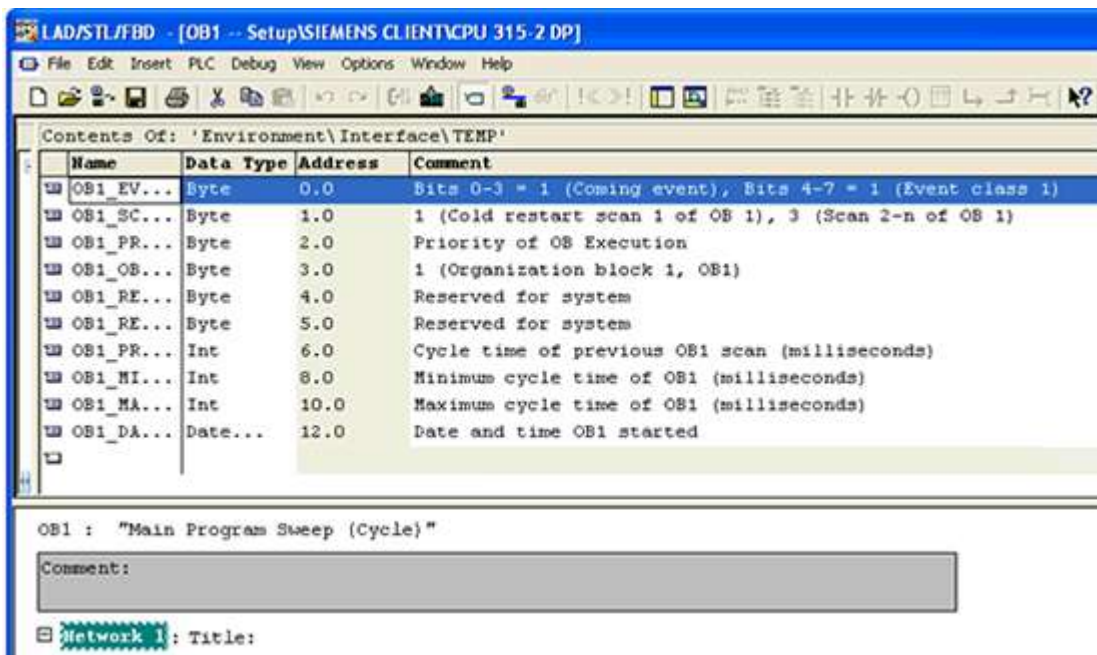 LAD/STL/FBD - [OB1 -- Setup\SIEMENS CLIENT\CPU 315-2 DP]
File Edit Insert PLC Debug View Options Window Help
Contents Of: 'Environment\Interface\TEMP'
Name Data Type Address Comment
OB1_EV... Byte 0.0 Bits 0-3 = 1 (Coming event), Bits 4-7 = 1 (Event class 1)
OB1_SC... Byte 1.0 1 (Cold restart scan 1 of OB 1), 3 (Scan 2-n of OB 1)
OB1_PR... Byte 2.0 Priority of OB Execution
OB1_OB... Byte 3.0 1 (Organization block 1, OB1)
OB1_RE... Byte 4.0 Reserved for system
OB1_RE... Byte 5.0 Reserved for system
OB1_PR... Int 6.0 Cycle time of previous OB1 scan (milliseconds)
OB1_MI... Int 8.0 Minimum cycle time of OB1 (milliseconds)
OB1_MA... Int 10.0 Maximum cycle time of OB1 (milliseconds)
OB1_DA... Date... 12.0 Date and time OB1 started
OB1 : "Main Program Sweep (Cycle)"
Comment:
Network 1 : Title: